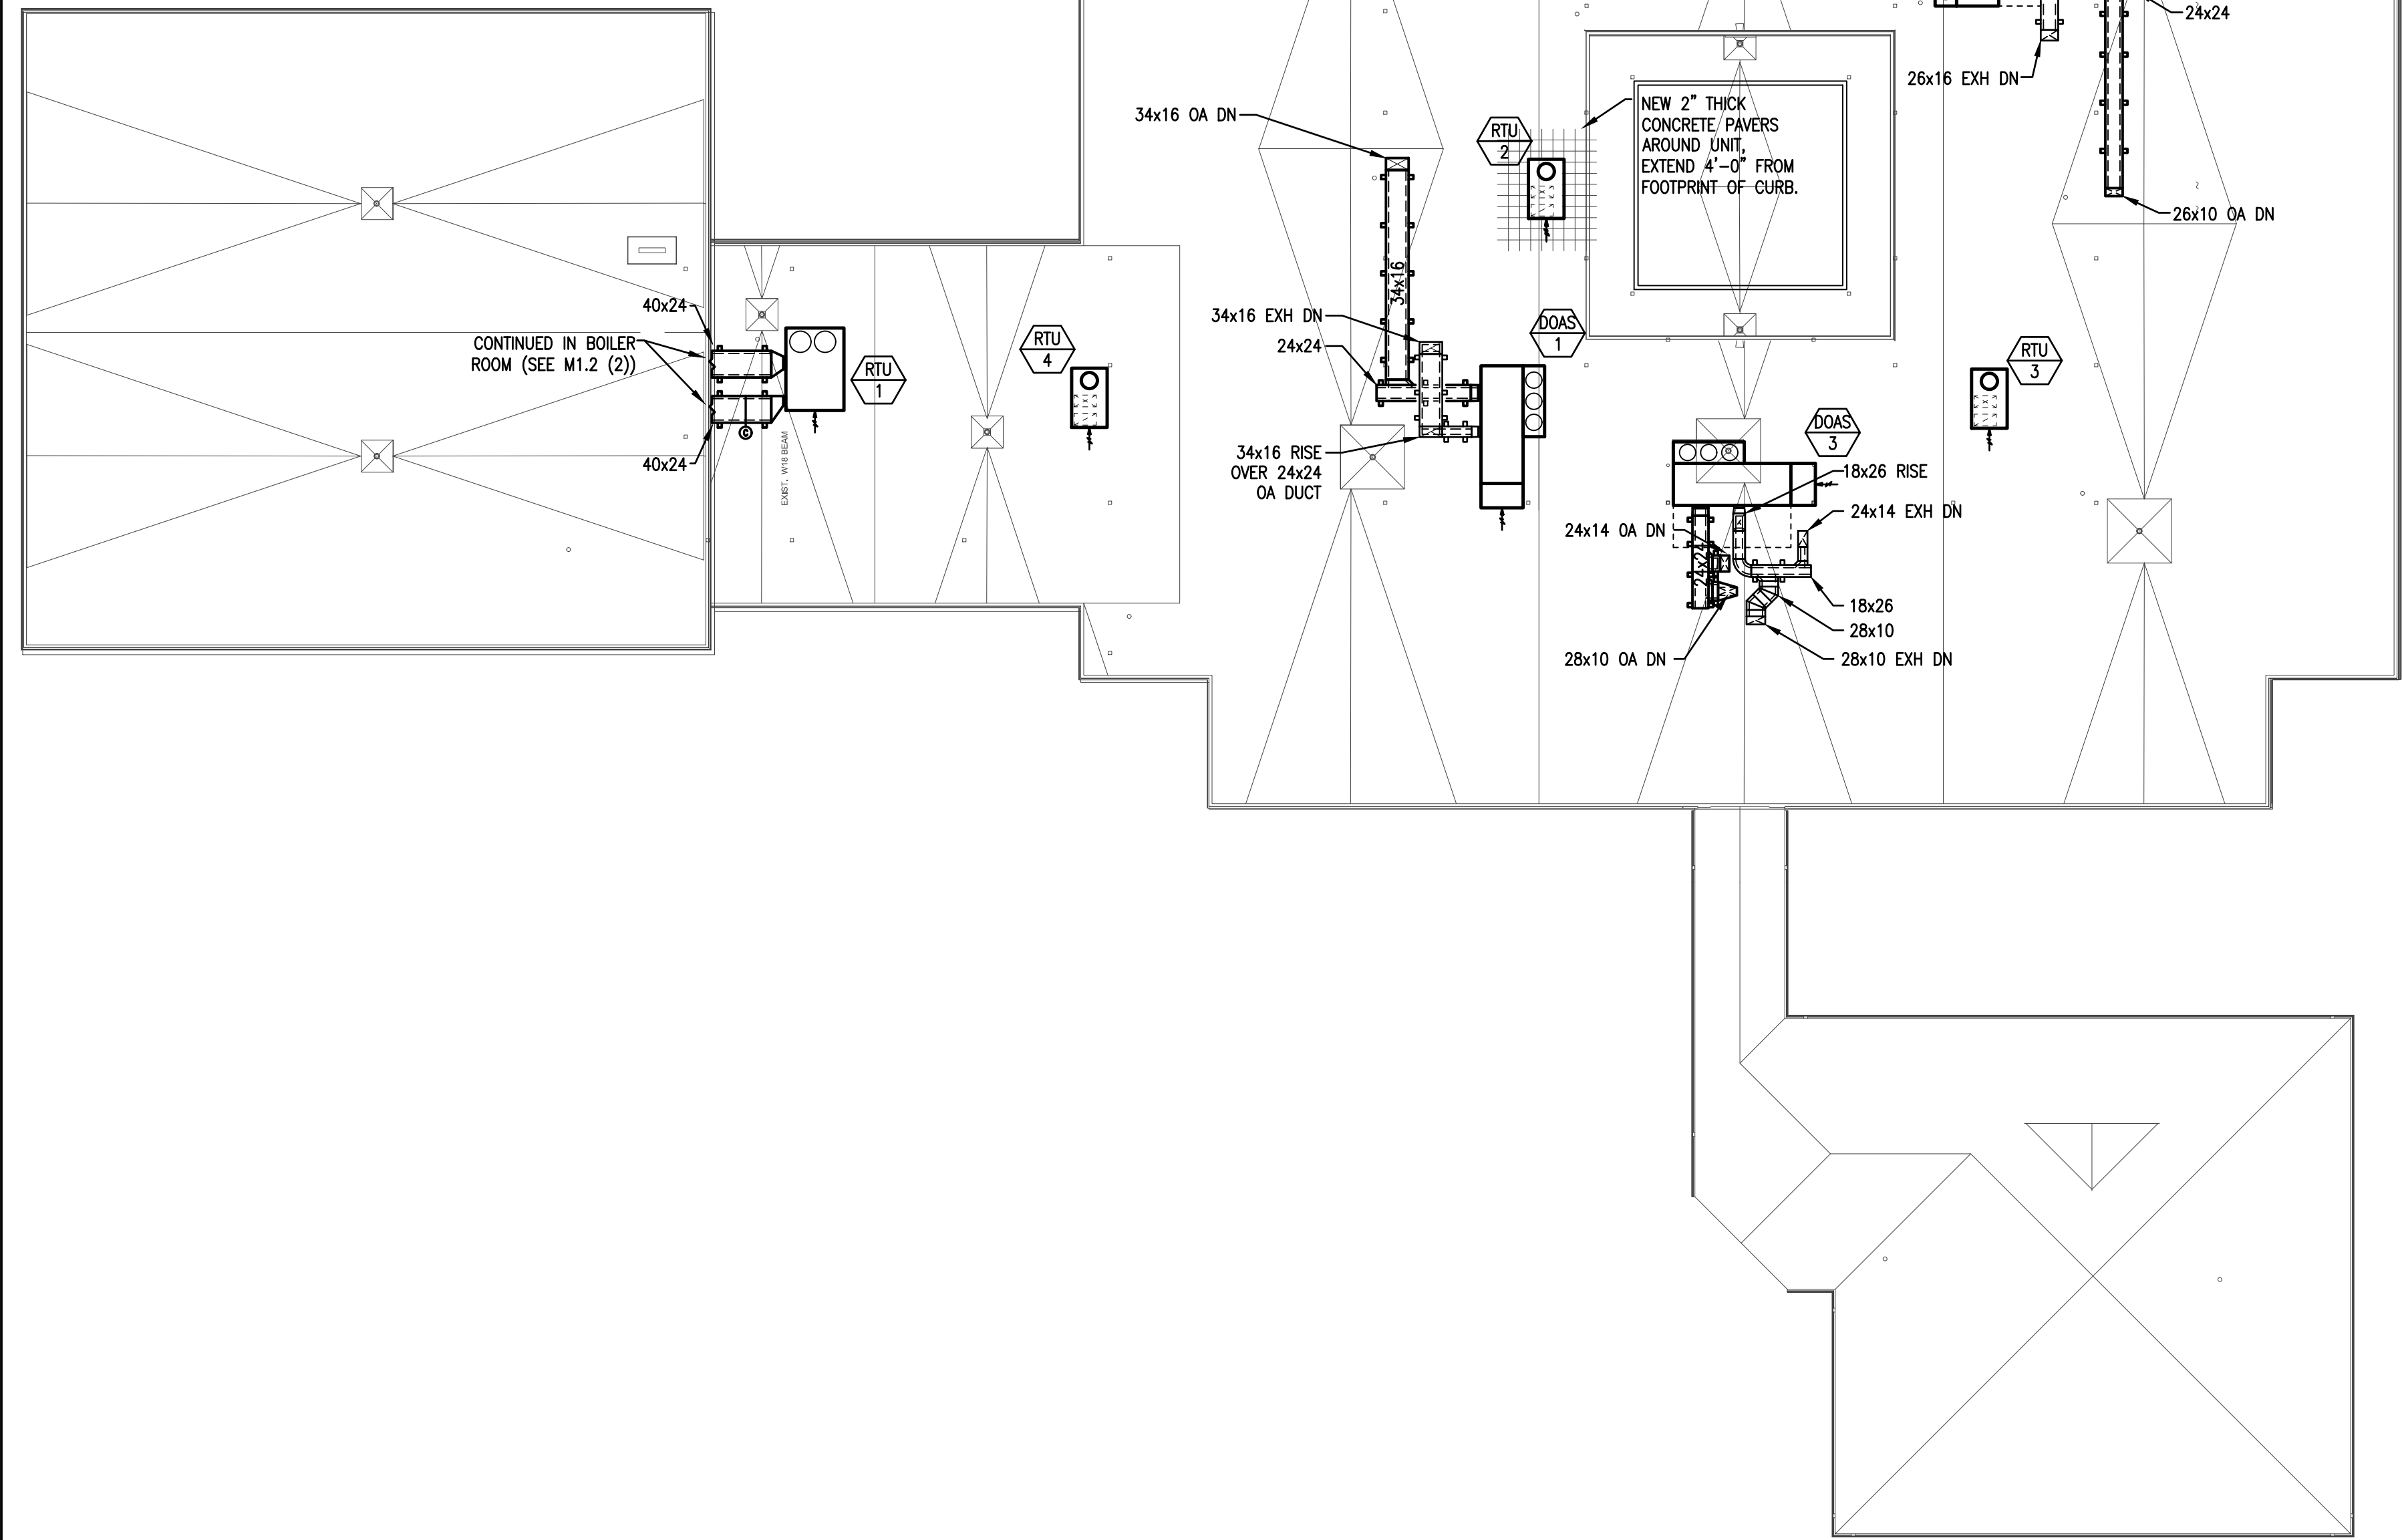 24x24
26x16 EXH DN
34x16 OA DN
RTU
2
NEW 2" THICK
CONCRETE PAVERS
AROUND UNIT,
EXTEND 4'-0" FROM
FOOTPRINT OF CURB.
26x10 OA DN
34x16
40x24
CONTINUED IN BOILER
ROOM (SEE M1.2 (2))
40x24
C
RTU
1
EXIST. W18 BEAM
RTU
4
34x16 EXH DN
24x24
DOAS
1
34x16 RISE
OVER 24x24
OA DUCT
RTU
3
DOAS
3
18x26 RISE
24x14 EXH DN
24x14 OA DN
24x24
18x26
28x10
28x10 OA DN
28x10 EXH DN